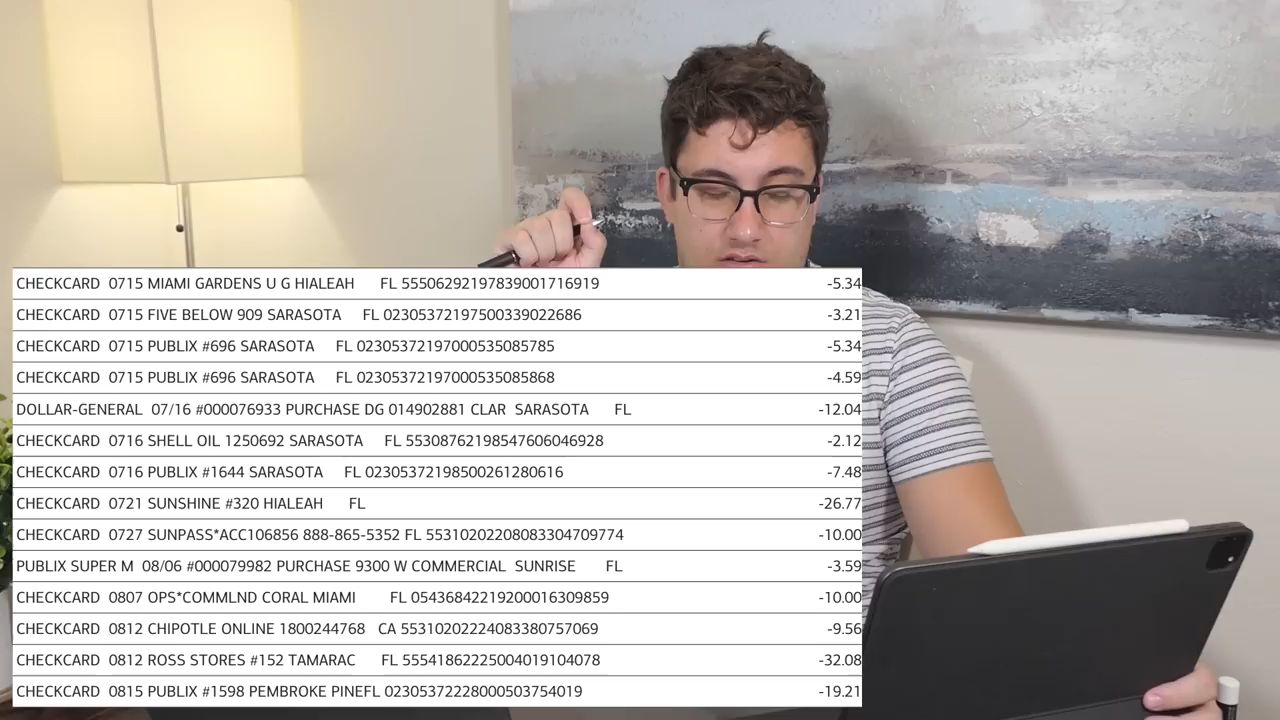 CHECKCARD 0715 MIAMI GARDENS U G HIALEAH FL 55506292197839001716919 -5.34
CHECKCARD 0715 FIVE BELOW 909 SARASOTA FL 02305372197500339022686 -3.21
CHECKCARD 0715 PUBLIX #696 SARASOTA FL 02305372197000535085785 -5.34
CHECKCARD 0715 PUBLIX #696 SARASOTA FL 02305372197000535085868 -4.59
DOLLAR-GENERAL 07/16 #000076933 PURCHASE DG 014902881 CLAR SARASOTA FL -12.04
CHECKCARD 0716 SHELL OIL 1250692 SARASOTA FL 55308762198547606046928 -2.12
CHECKCARD 0716 PUBLIX #1644 SARASOTA FL 02305372198500261280616 -7.48
CHECKCARD 0721 SUNSHINE #320 HIALEAH FL -26.77
CHECKCARD 0727 SUNPASS*ACC106856 888-865-5352 FL 55310202208083304709774 -10.00
PUBLIX SUPER M 08/06 #000079982 PURCHASE 9300 W COMMERCIAL SUNRISE FL -3.59
CHECKCARD 0807 OPS*COMMLND CORAL MIAMI FL 05436842219200016309859 -10.00
CHECKCARD 0812 CHIPOTLE ONLINE 1800244768 CA 55310202224083380757069 -9.56
CHECKCARD 0812 ROSS STORES #152 TAMARAC FL 55541862225004019104078 -32.08
CHECKCARD 0815 PUBLIX #1598 PEMBROKE PINEFL 02305372228000503754019 -19.21